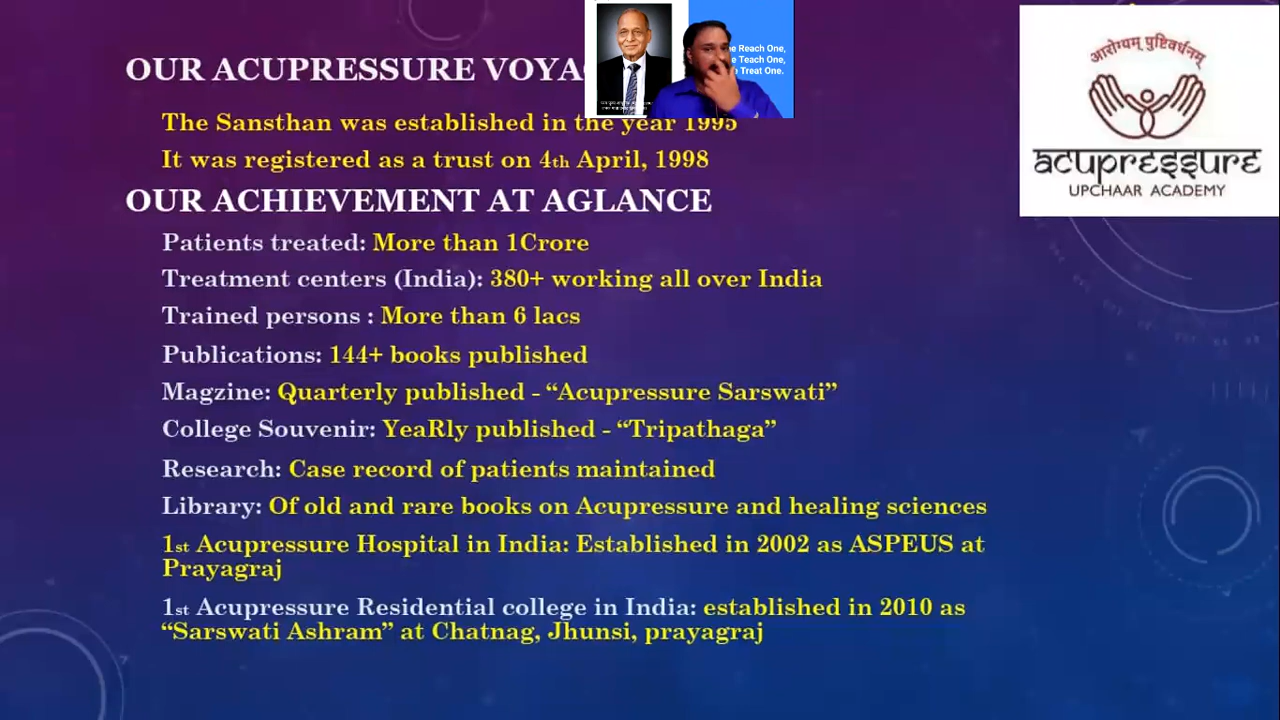 OUR ACUPRESSURE VOYA
The Sansthan was established in the year 1995
It was registered as a trust on 4th April, 1998
OUR ACHIEVEMENT AT AGLANCE
Patients treated: More than 1Crore
Treatment centers (India): 380+ working all over India
Trained persons : More than 6 lacs
Publications: 144+ books published
Magzine: Quarterly published - “Acupressure Sarswati”
College Souvenir: YeaRly published - “Tripathaga”
Research: Case record of patients maintained
Library: Of old and rare books on Acupressure and healing sciences
1st Acupressure Hospital in India: Established in 2002 as ASPEUS at
Prayagraj
1st Acupressure Residential college in India: established in 2010 as
“Sarswati Ashram” at Chatnag, Jhunsi, prayagraj
e Reach One,
e Teach One,
Treat One.
आरोग्यम् पुष्टिवर्धनम्
acupressure
UPCHAAR ACADEMY